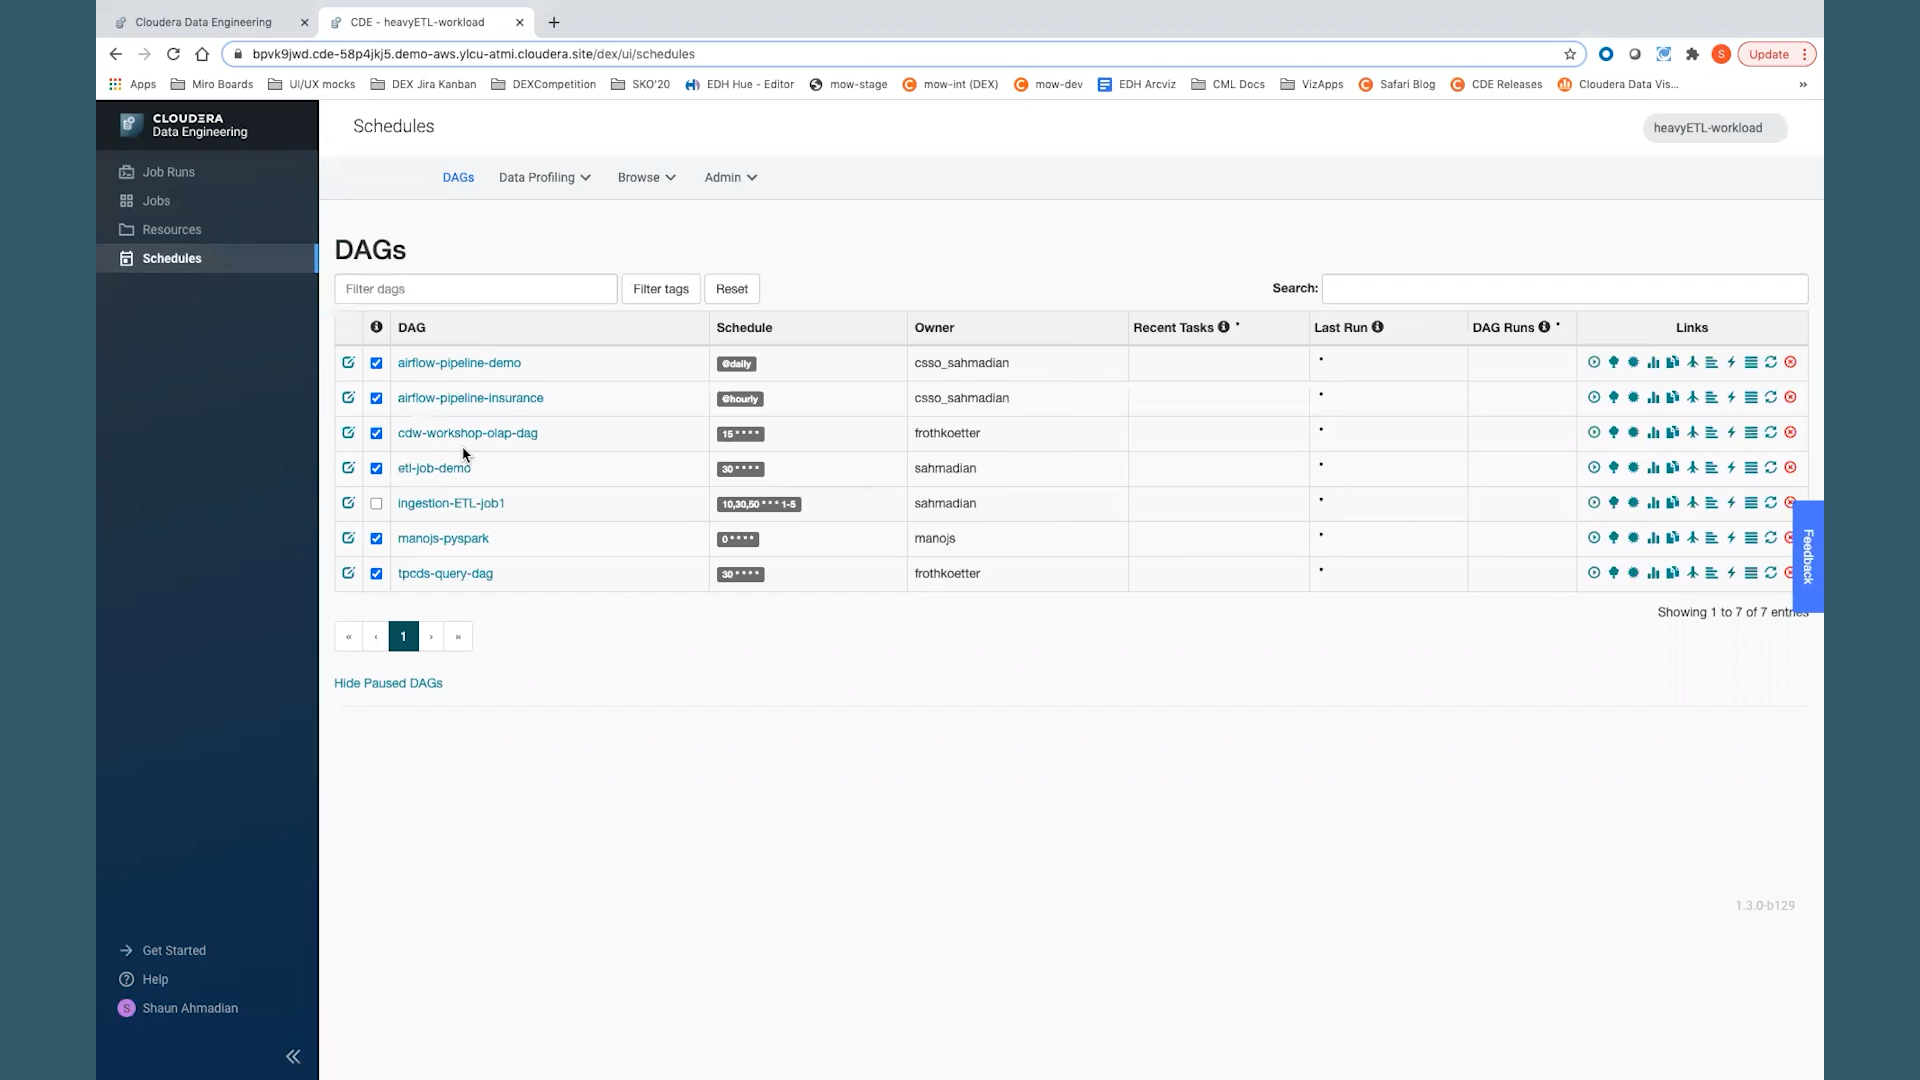 Cloudera Data Engineering
CDE - heavyETL-workload
bpvk9jwd.cde-58p4jkj5.demo-aws.ylcu-atmi.cloudera.site/dex/ui/schedules
S
Update
Apps
Miro Boards
UI/UX mocks
DEX Jira Kanban
DEXCompetition
SKO'20
EDH Hue - Editor
mow-stage
mow-int (DEX)
mow-dev
EDH Arcviz
CML Docs
VizApps
Safari Blog
CDE Releases
Cloudera Data Vis...
»
CLOUDERA
Data Engineering
Job Runs
Jobs
Resources
Schedules
Get Started
Help
S Shaun Ahmadian
Schedules
heavyETL-workload
DAGs Data Profiling Browse Admin
DAGs
Filter dags Filter tags Reset Search:
DAG Schedule Owner Recent Tasks Last Run DAG Runs Links
airflow-pipeline-demo @daily csso_sahmadian
airflow-pipeline-insurance @hourly csso_sahmadian
cdw-workshop-olap-dag 15 * * * * frothkoetter
etl-job-demo 30 * * * * sahmadian
ingestion-ETL-job1 10,30,50 * * * 1-5 sahmadian
manojs-pyspark 0 * * * * manojs
tpcds-query-dag 30 * * * * frothkoetter
Showing 1 to 7 of 7 entries
« ‹ 1 › »
Hide Paused DAGs
Feedback
1.3.0-b129